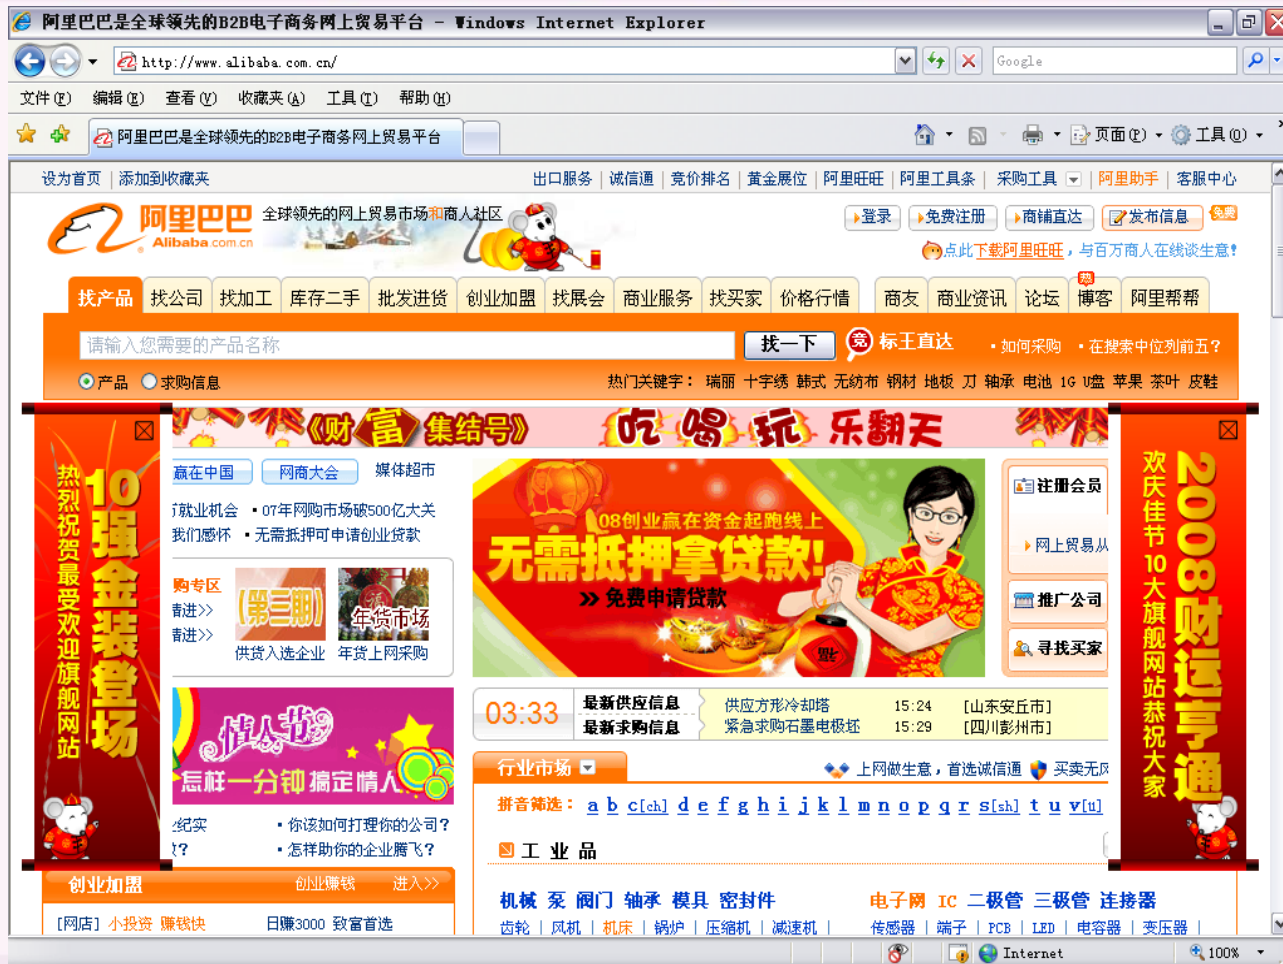 阿里巴巴是全球领先的B2B电子商务网上贸易平台 - Windows Internet Explorer
http://www.alibaba.com.cn/
Google
文件(F) 编辑(E) 查看(V) 收藏夹(A) 工具(T) 帮助(H)
阿里巴巴是全球领先的B2B电子商务网上贸易平台
页面(P) 工具(O)
设为首页 | 添加到收藏夹
出口服务 | 诚信通 | 竞价排名 | 黄金展位 | 阿里旺旺 | 阿里工具条 | 采购工具 | 阿里助手 | 客服中心
阿里巴巴
Alibaba.com.cn
全球领先的网上贸易市场和商人社区
登录 免费注册 商铺直达 发布信息 免费
点此下载阿里旺旺，与百万商人在线谈生意！
热
找产品 找公司 找加工 库存二手 批发进货 创业加盟 找展会 商业服务 找买家 价格行情 商友 商业资讯 论坛 博客 阿里帮帮
请输入您需要的产品名称
找一下
竞 标王直达
·如何采购 ·在搜索中位列前五？
产品 求购信息
热门关键字： 瑞丽 十字绣 韩式 无纺布 钢材 地板 刀 轴承 电池 1G U盘 苹果 茶叶 皮鞋
《财富集结号》 吃喝玩乐翻天
10强金装登场
热烈祝贺最受欢迎旗舰网站
赢在中国 网商大会 媒体超市
就业机会 ·07年网购市场破500亿大关
我们感怀 ·无需抵押可申请创业贷款
购专区
请进>>
请进>>
(第三期)
供货入选企业
年货市场
年货上网采购
08创业赢在资金起跑线上
无需抵押拿贷款!
>> 免费申请贷款
注册会员
网上贸易从
推广公司
寻找买家
2008财运亨通
欢庆佳节10大旗舰网站恭祝大家
情人节
怎样一分钟搞定情人
03:33
最新供应信息 供应方形冷却塔 15:24 [山东安丘市]
最新求购信息 紧急求购石墨电极坯 15:29 [四川彭州市]
行业市场
上网做生意，首选诚信通 买卖无风
拼音筛选： a b c[ch] d e f g h i j k l m n o p q r s[sh] t u v[u]
纪实 ·你该如何打理你的公司？
？ ·怎样助你的企业腾飞？
工 业 品
创业加盟 创业赚钱 进入>>
[网店] 小投资 赚钱快 日赚3000 致富首选
机械 泵 阀门 轴承 模具 密封件
齿轮 | 风机 | 机床 | 锅炉 | 压缩机 | 减速机 |
电子网 IC 二极管 三极管 连接器
传感器 | 端子 | PCB | LED | 电容器 | 变压器 |
Internet 100%